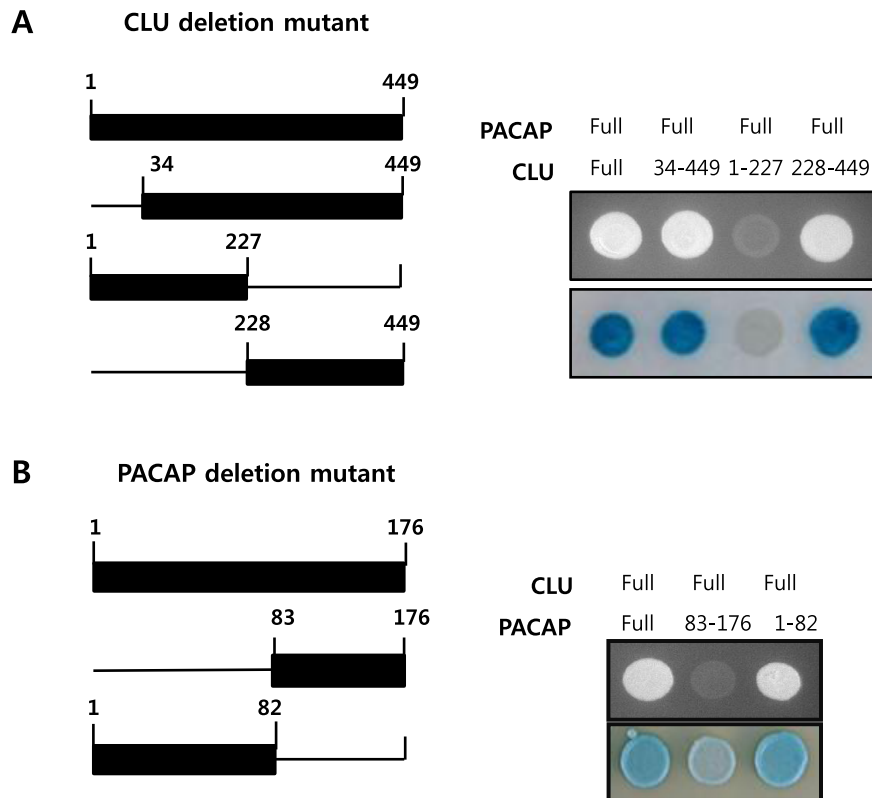 A
CLU deletion mutant
1 449
34 449
1 227
228 449
PACAP Full Full Full Full
CLU Full 34-449 1-227 228-449
B
PACAP deletion mutant
1 176
83 176
1 82
CLU Full Full Full
PACAP Full 83-176 1-82